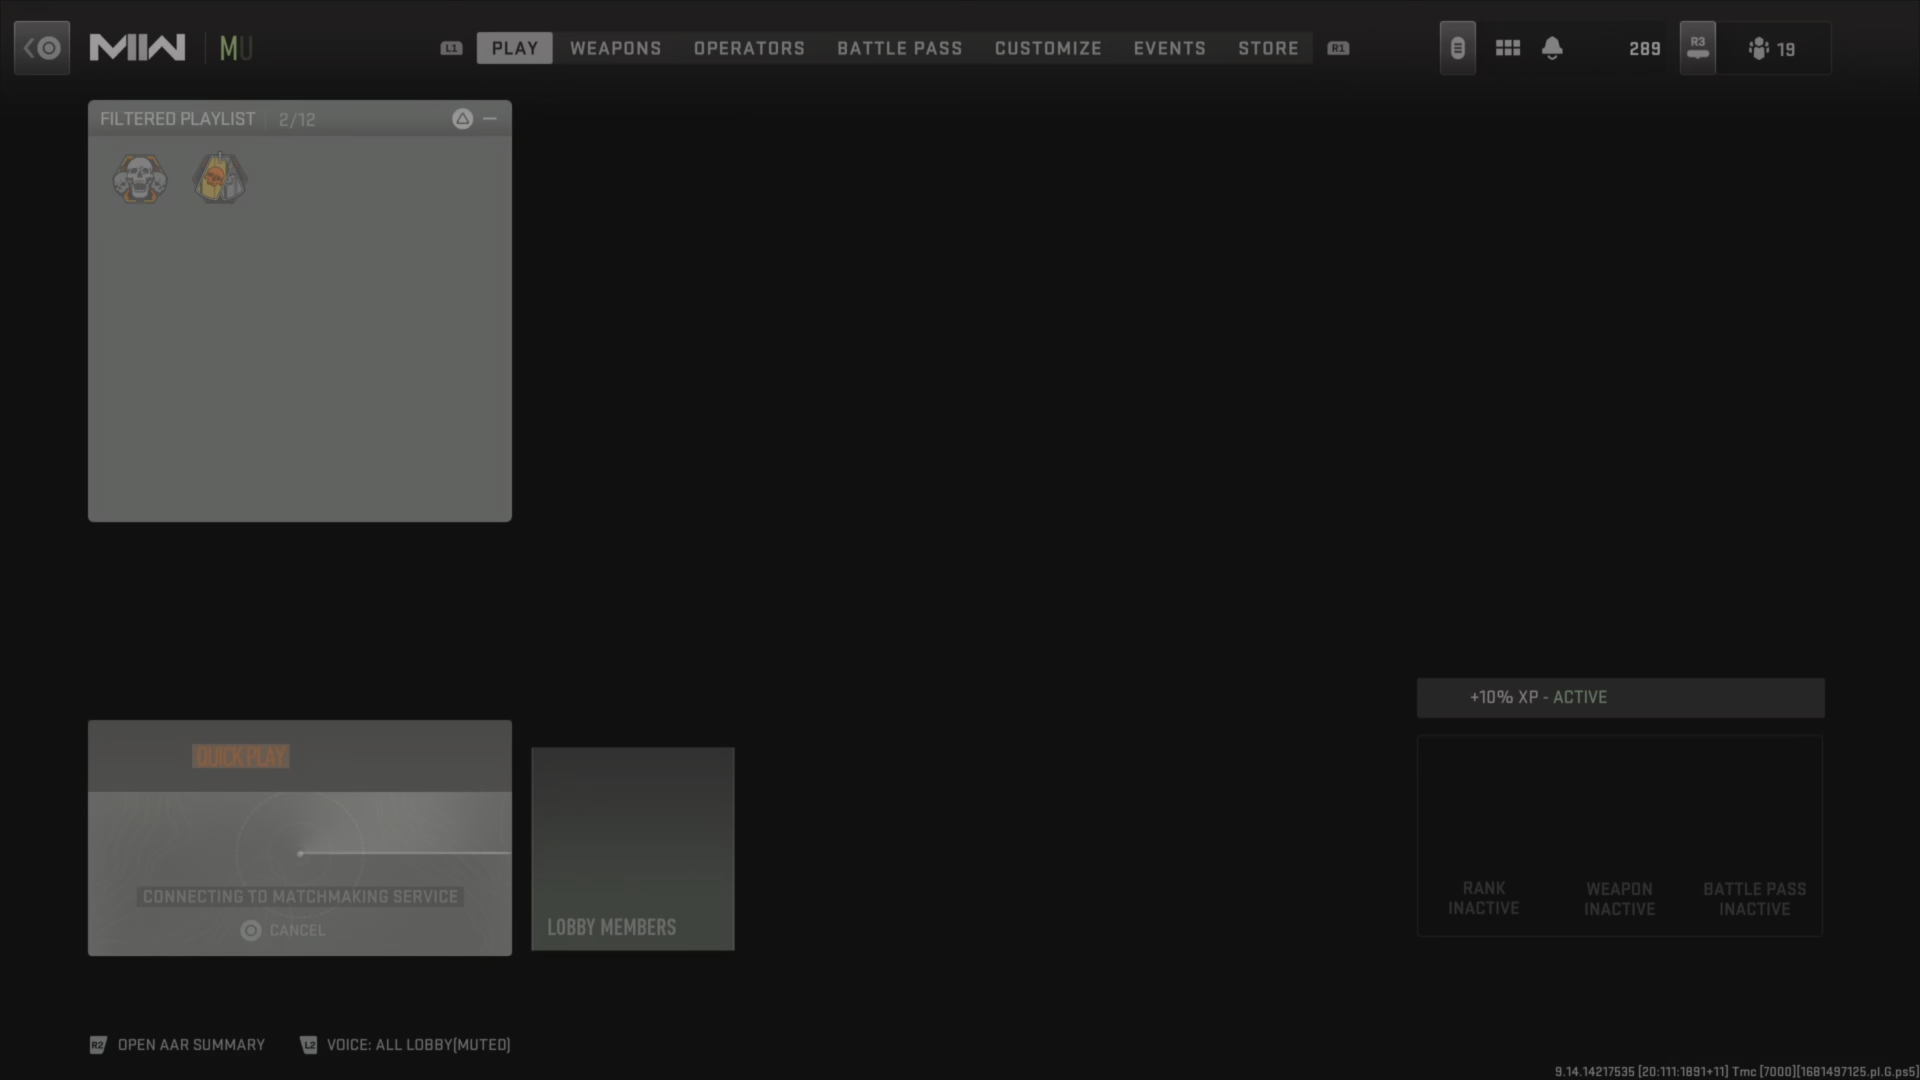 MW MU
L1 PLAY WEAPONS OPERATORS BATTLE PASS CUSTOMIZE EVENTS STORE R1
289 R3 19
FILTERED PLAYLIST 2/12
+10% XP - ACTIVE
QUICK PLAY
CONNECTING TO MATCHMAKING SERVICE
CANCEL
LOBBY MEMBERS
RANK
INACTIVE
WEAPON
INACTIVE
BATTLE PASS
INACTIVE
R2 OPEN AAR SUMMARY L2 VOICE: ALL LOBBY(MUTED)
9.14.14217535 [20:111:1891+11] Tmc [7000][1681497125.pl.G.ps5]